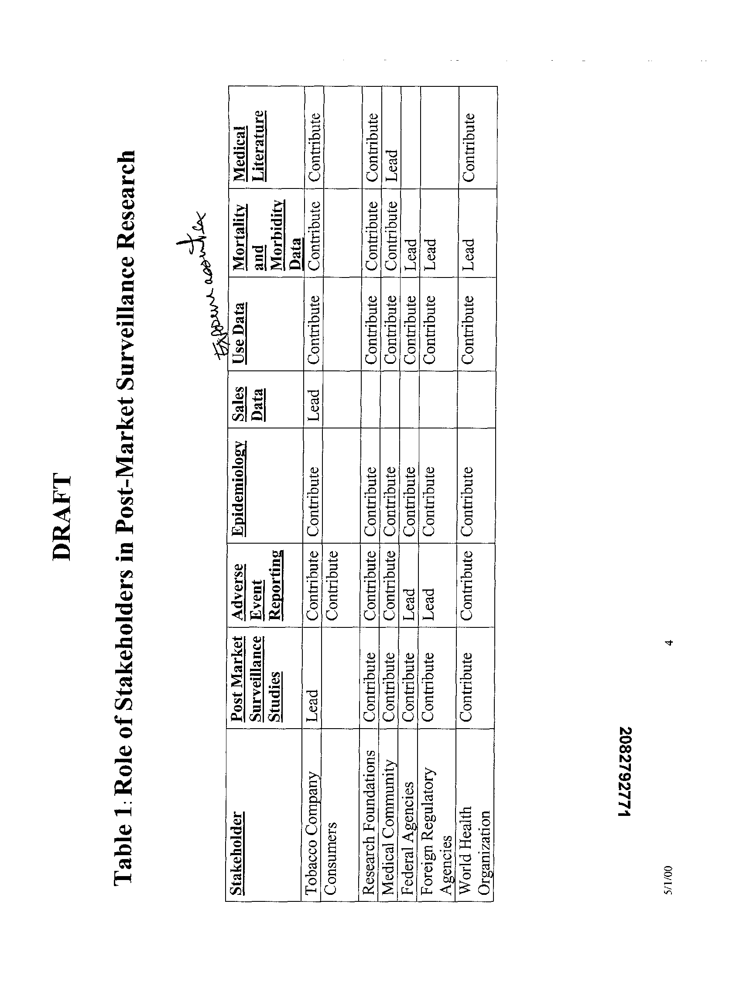 DRAFT
Table 1: Role of Stakeholders in Post-Market Surveillance Research
Stakeholder Post Market Surveillance Studies Adverse Event Reporting Epidemiology Sales Data Use Data Mortality and Morbidity Data Medical Literature
Tobacco Company Lead Contribute Contribute Lead Contribute Contribute Contribute
Consumers Contribute
Research Foundations Contribute Contribute Contribute Contribute Contribute Contribute
Medical Community Contribute Contribute Contribute Contribute Contribute Lead
Federal Agencies Contribute Lead Contribute Contribute Lead
Foreign Regulatory Agencies Contribute Lead Contribute Contribute Lead
World Health Organization Contribute Contribute Contribute Contribute Lead Contribute
5/1/00
4
2082792771